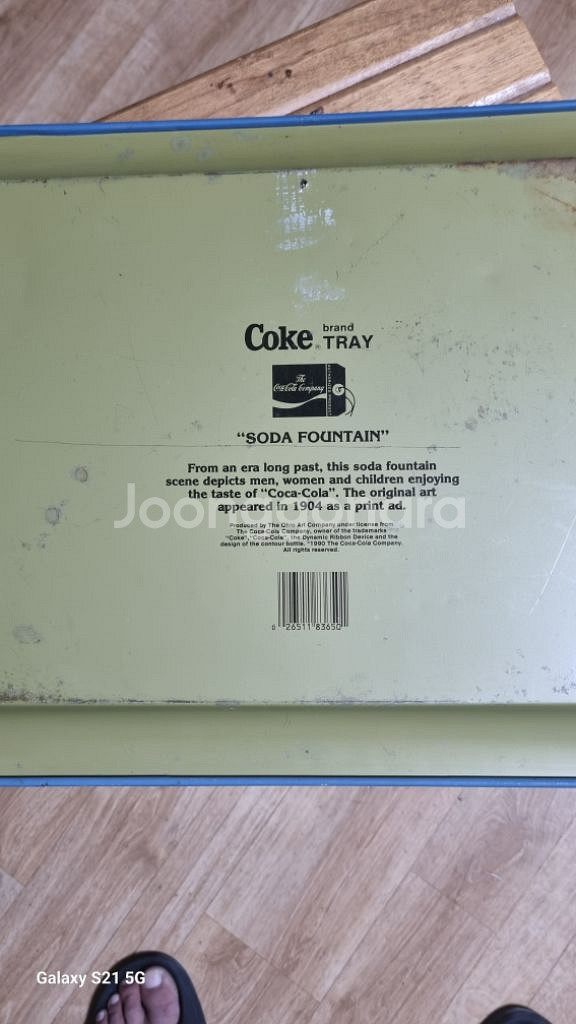 Coke® brand TRAY
The
Coca-Cola Company
"SODA FOUNTAIN"
From an era long past, this soda fountain
scene depicts men, women and children enjoying
the taste of "Coca-Cola". The original art
appeared in 1904 as a print ad.
Joonggonara
Produced by The Ohio Art Company under license from
The Coca-Cola Company, owner of the trademarks
"Coke", "Coca-Cola", the Dynamic Ribbon Device and the
design of the contour bottle. ©1990 The Coca-Cola Company.
All rights reserved.
0 26511 83650
Galaxy S21 5G